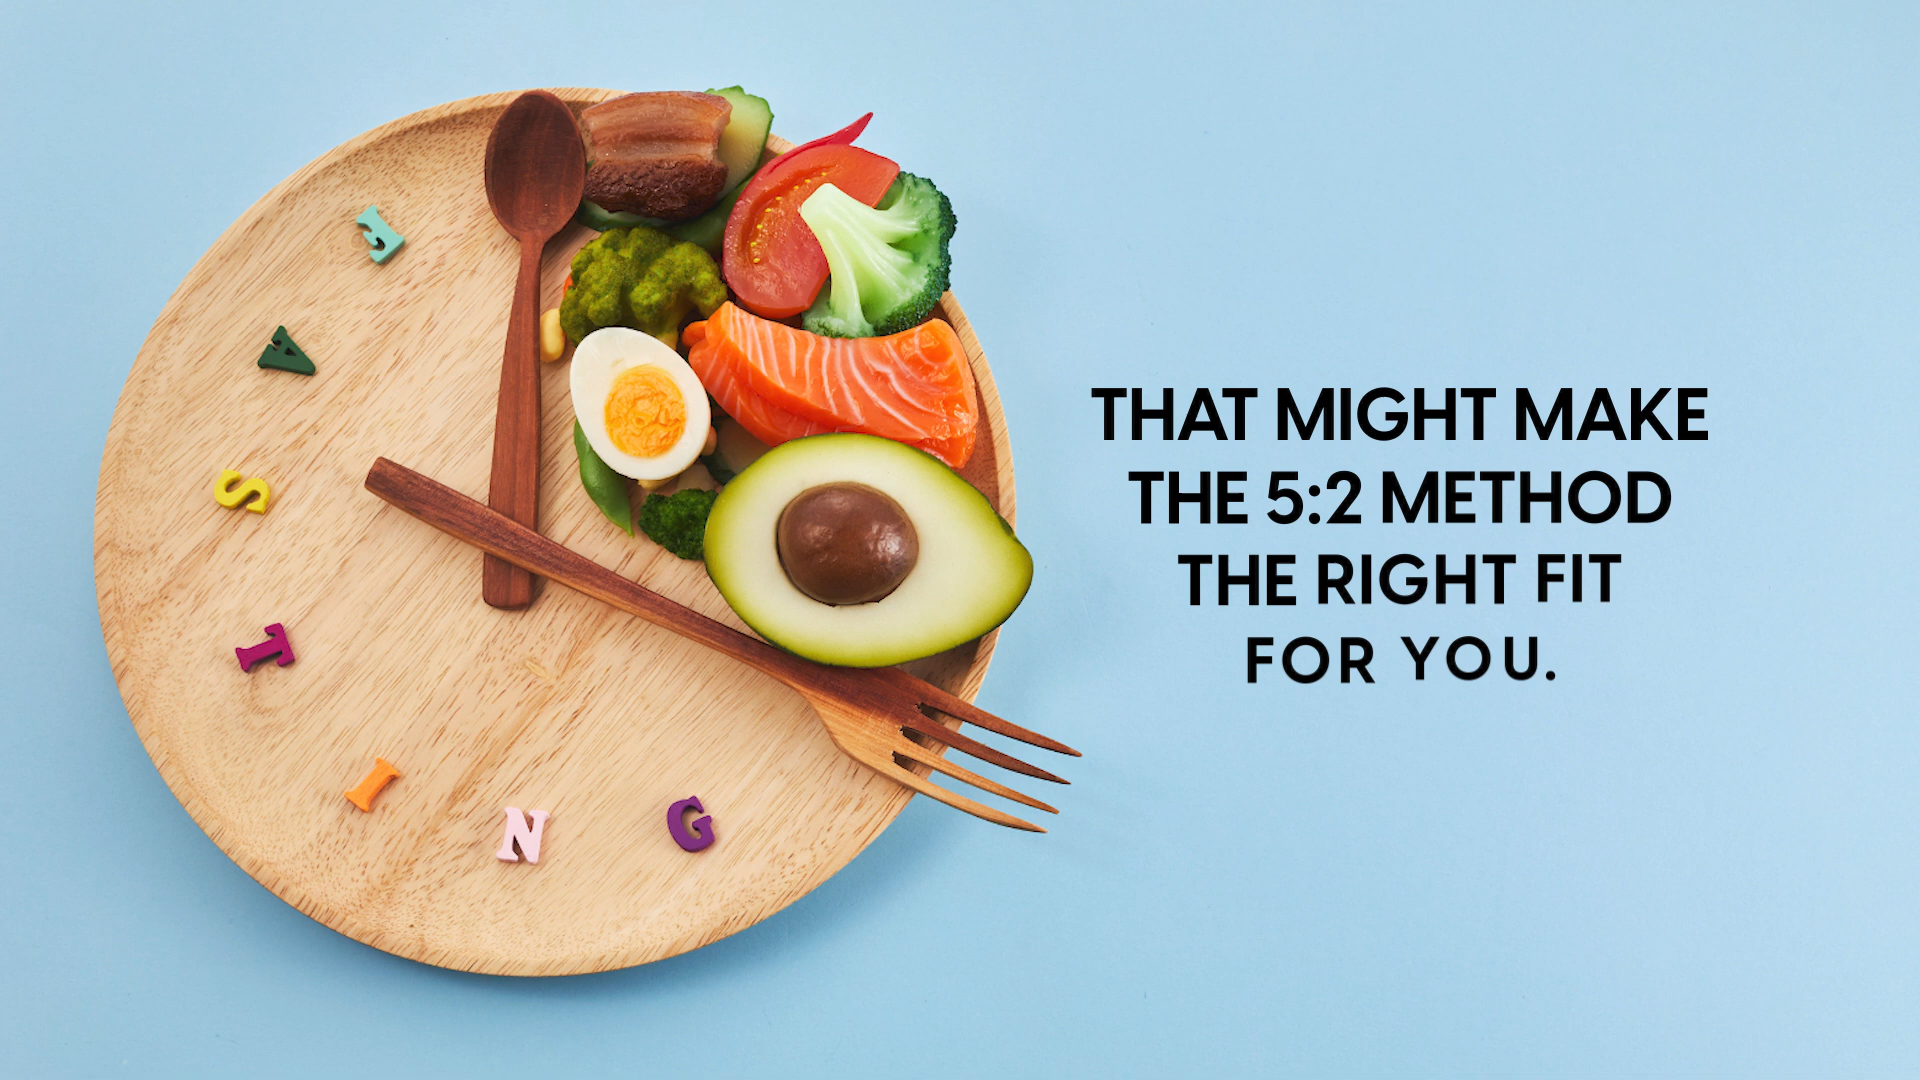 FASTING
THAT MIGHT MAKE
THE 5:2 METHOD
THE RIGHT FIT
FOR YOU.